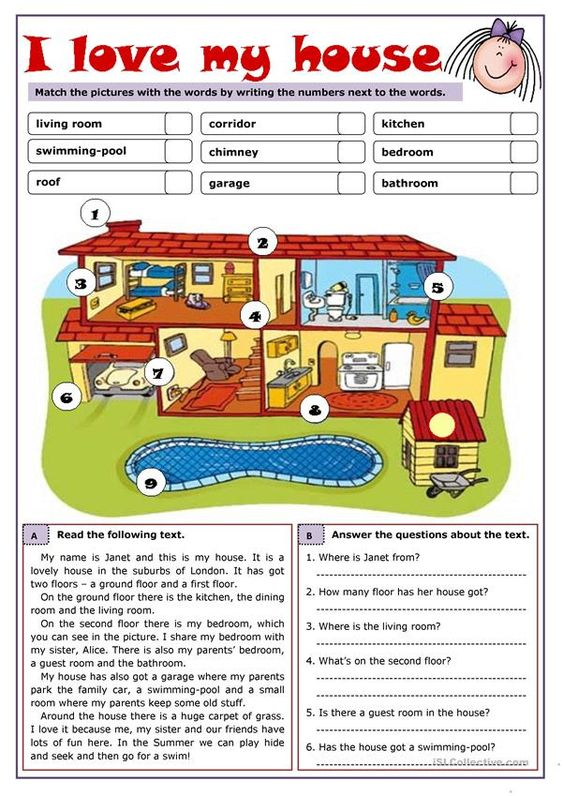 I love my house
Match the pictures with the words by writing the numbers next to the words.
living room
corridor
kitchen
swimming-pool
chimney
bedroom
roof
garage
bathroom
1
2
3
5
4
7
6
8
9
A Read the following text.
My name is Janet and this is my house. It is a
lovely house in the suburbs of London. It has got
two floors – a ground floor and a first floor.
On the ground floor there is the kitchen, the dining
room and the living room.
On the second floor there is my bedroom, which
you can see in the picture. I share my bedroom with
my sister, Alice. There is also my parents' bedroom,
a guest room and the bathroom.
My house has also got a garage where my parents
park the family car, a swimming-pool and a small
room where my parents keep some old stuff.
Around the house there is a huge carpet of grass.
I love it because me, my sister and our friends have
lots of fun here. In the Summer we can play hide
and seek and then go for a swim!
B Answer the questions about the text.
1. Where is Janet from?
2. How many floor has her house got?
3. Where is the living room?
4. What's on the second floor?
5. Is there a guest room in the house?
6. Has the house got a swimming-pool?
iSLCollective.com